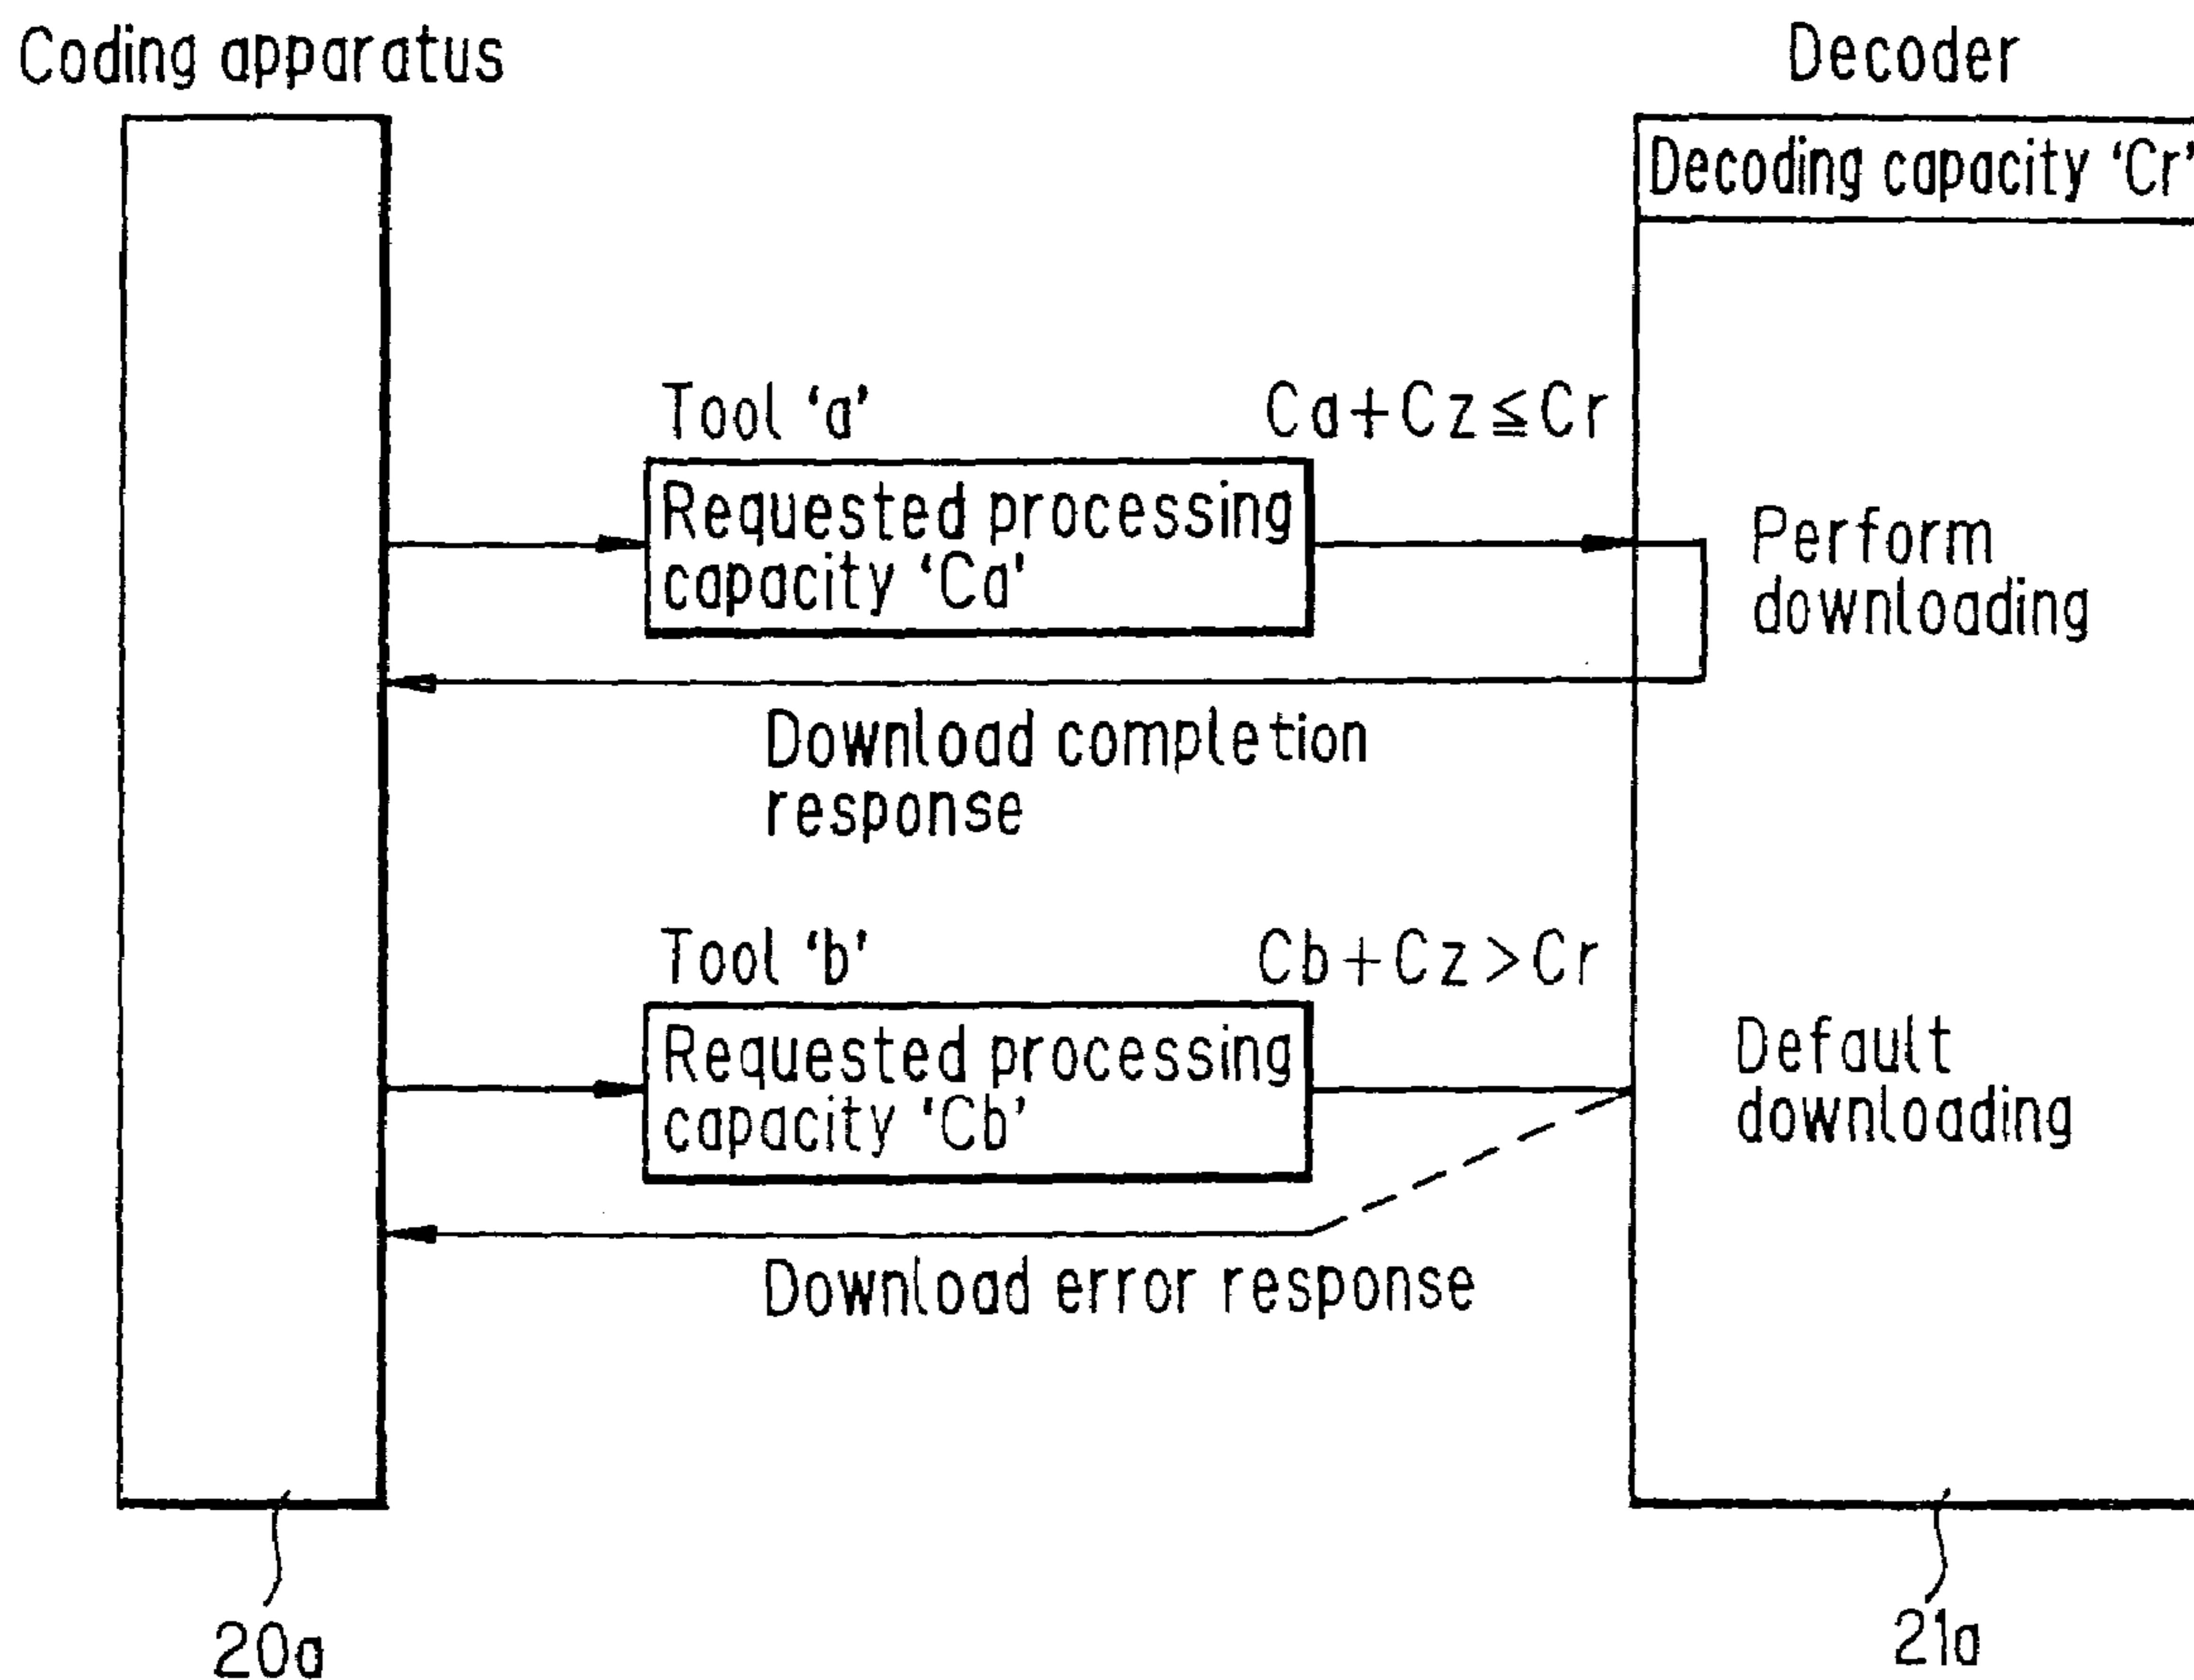 Coding apparatus
Decoder
Decoding capacity ‘Cr’
Tool ‘a’
Ca+Cz≦Cr
Requested processing
capacity ‘Ca’
Perform
downloading
Download completion
response
Tool ‘b’
Cb+Cz>Cr
Requested processing
capacity ‘Cb’
Default
downloading
Download error response
20a
21a